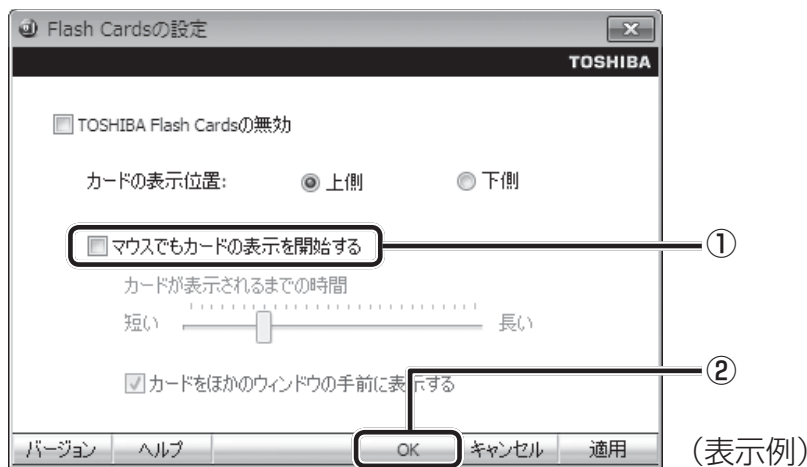 Flash Cardsの設定
TOSHIBA
TOSHIBA Flash Cardsの無効
カードの表示位置: 上側 下側
マウスでもカードの表示を開始する ①
カードが表示されるまでの時間
短い 長い
カードをほかのウィンドウの手前に表示する
②
バージョン ヘルプ OK キャンセル 適用 (表示例)